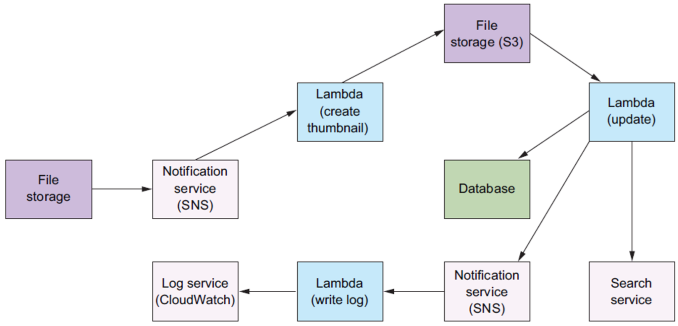 File
storage (S3)
Lambda
(create
thumbnail)
Lambda
(update)
File
storage
Notification
service
(SNS)
Database
Log service
(CloudWatch)
Lambda
(write log)
Notification
service
(SNS)
Search
service